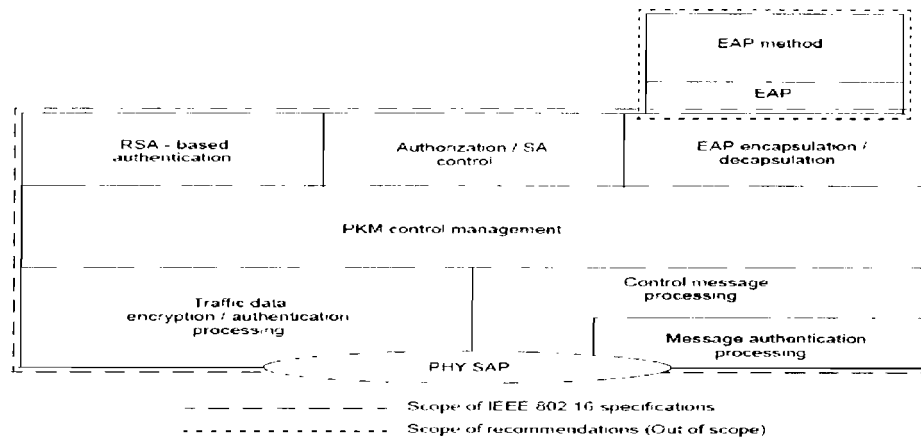 EAP method
EAP
RSA - based
authentication
Authorization / SA
control
EAP encapsulation /
decapsulation
PKM control management
Traffic data
encryption / authentication
processing
Control message
processing
Message authentication
processing
PHY SAP
Scope of IEEE 802 16 specifications
Scope of recommendations (Out of scope)